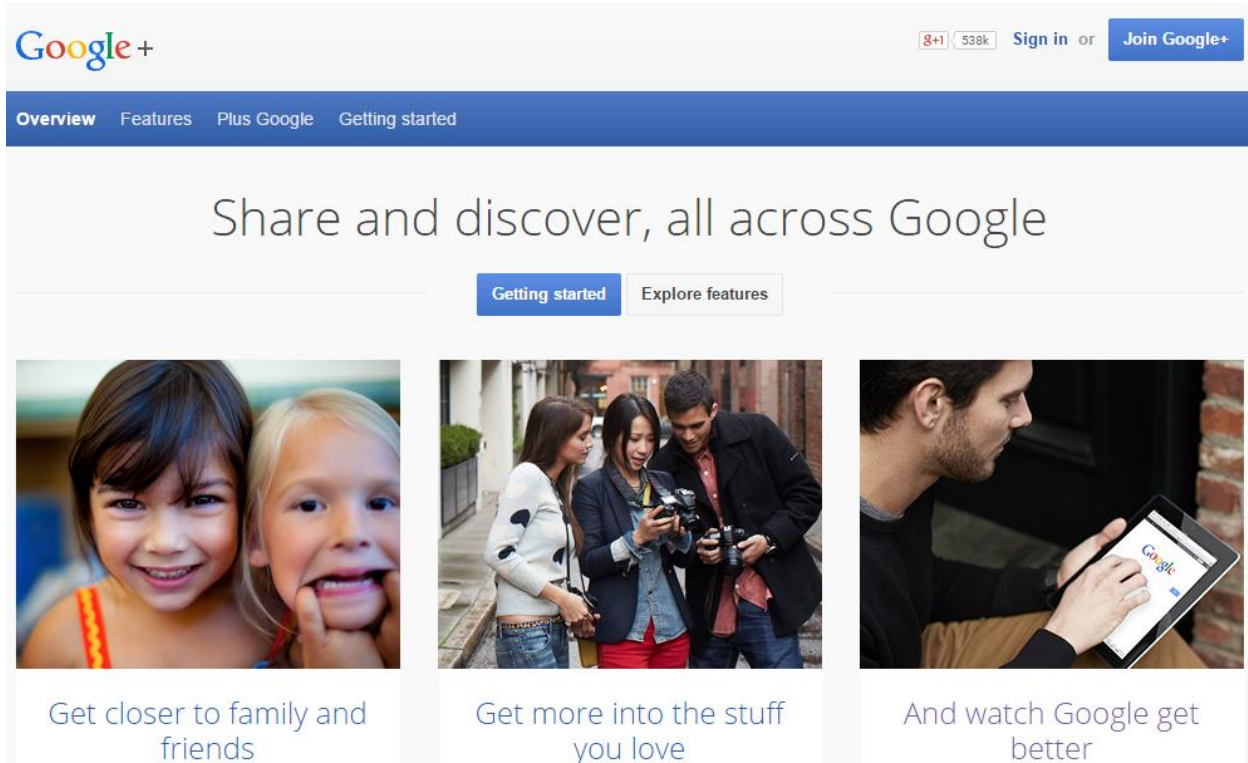 Google+
g+1 538k Sign in or Join Google+
Overview Features Plus Google Getting started
Share and discover, all across Google
Getting started Explore features
Google
Get closer to family and
friends
Get more into the stuff
you love
And watch Google get
better